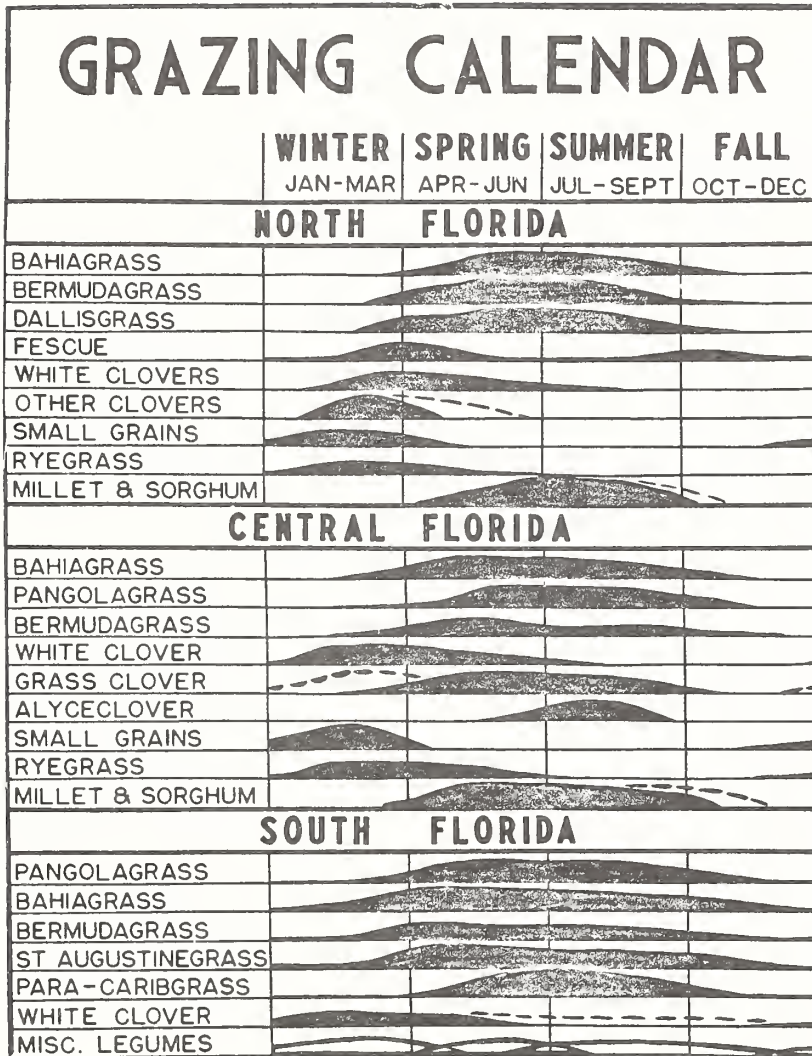 GRAZING CALENDAR
WINTER SPRING SUMMER FALL
JAN-MAR APR-JUN JUL-SEPT OCT-DEC
NORTH FLORIDA
BAHIAGRASS
BERMUDAGRASS
DALLISGRASS
FESCUE
WHITE CLOVERS
OTHER CLOVERS
SMALL GRAINS
RYEGRASS
MILLET & SORGHUM
CENTRAL FLORIDA
BAHIAGRASS
PANGOLAGRASS
BERMUDAGRASS
WHITE CLOVER
GRASS CLOVER
ALYCECLOVER
SMALL GRAINS
RYEGRASS
MILLET & SORGHUM
SOUTH FLORIDA
PANGOLAGRASS
BAHIAGRASS
BERMUDAGRASS
ST AUGUSTINEGRASS
PARA-CARIBGRASS
WHITE CLOVER
MISC. LEGUMES